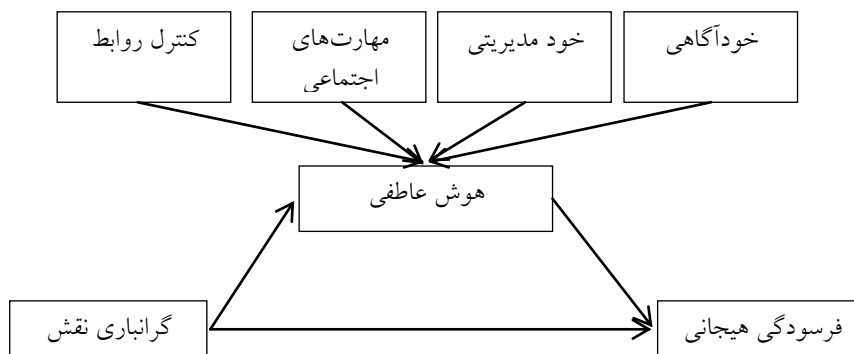 خودآگاهی
خود مدیریتی
مهارت‌های
اجتماعی
کنترل روابط
هوش عاطفی
گرانباری نقش
فرسودگی هیجانی